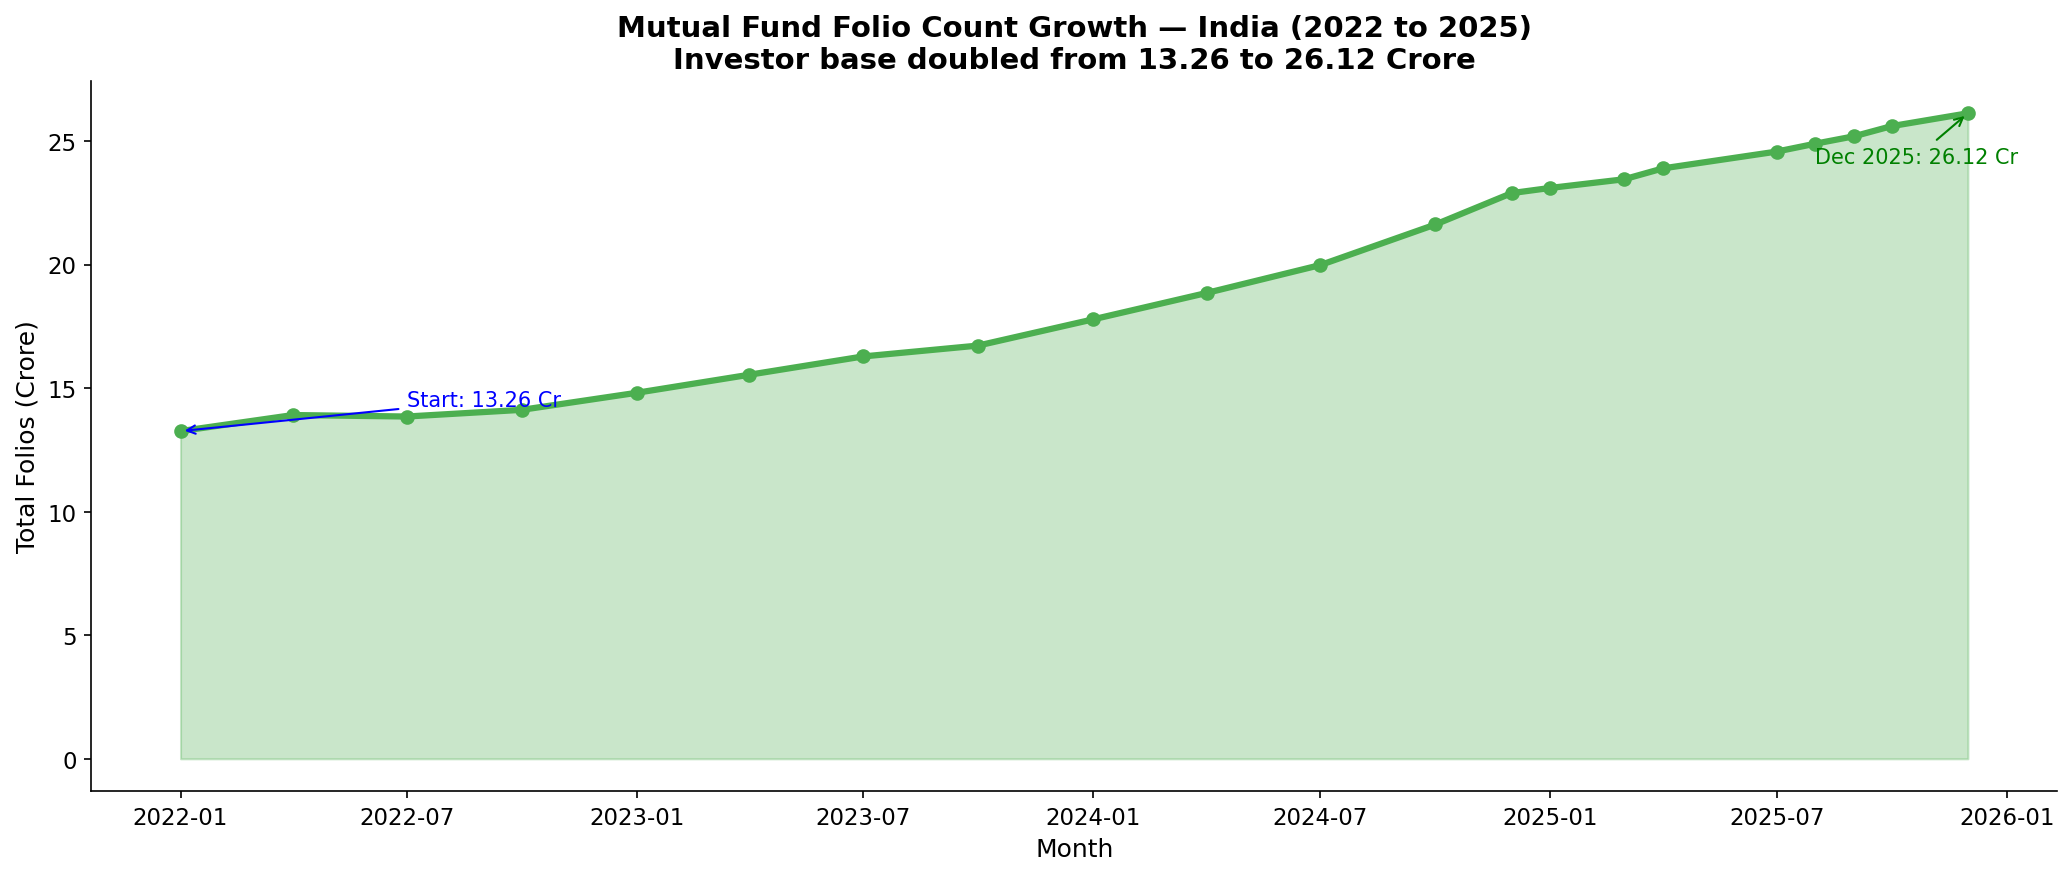 Mutual Fund Folio Count Growth — India (2022 to 2025)
Investor base doubled from 13.26 to 26.12 Crore
Total Folios (Crore)
25
20
15
10
5
0
Start: 13.26 Cr
Dec 2025: 26.12 Cr
2022-01 2022-07 2023-01 2023-07 2024-01 2024-07 2025-01 2025-07 2026-01
Month